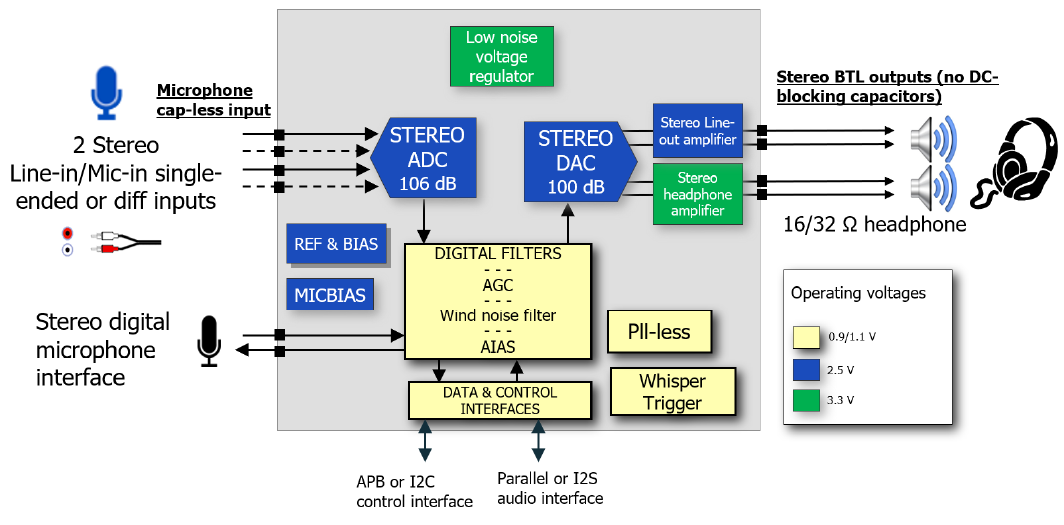 Low noise
voltage
regulator
Microphone
cap-less input
Stereo BTL outputs (no DC-
blocking capacitors)
2 Stereo
Line-in/Mic-in single-
ended or diff inputs
STEREO
ADC
106 dB
STEREO
DAC
100 dB
Stereo Line-
out amplifier
Stereo
headphone
amplifier
16/32 Ω headphone
REF & BIAS
MICBIAS
DIGITAL FILTERS
- - -
AGC
- - -
Wind noise filter
- - -
AIAS
Stereo digital
microphone
interface
Pll-less
Whisper
Trigger
DATA & CONTROL
INTERFACES
APB or I2C
control interface
Parallel or I2S
audio interface
Operating voltages
0.9/1.1 V
2.5 V
3.3 V